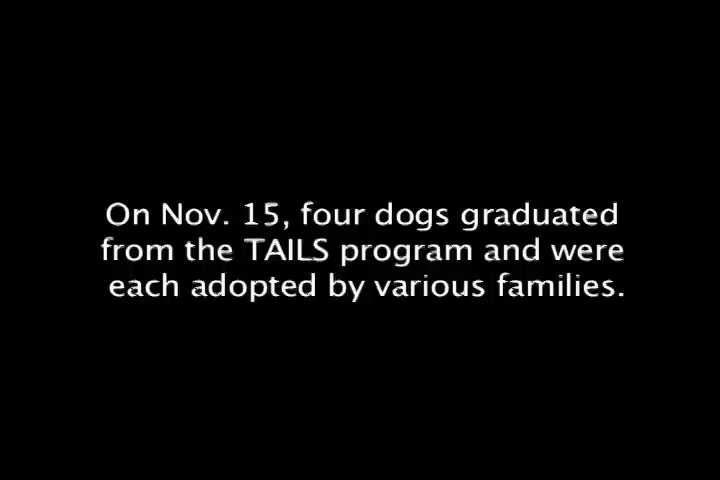 On Nov. 15, four dogs graduated
from the TAILS program and were
each adopted by various families.